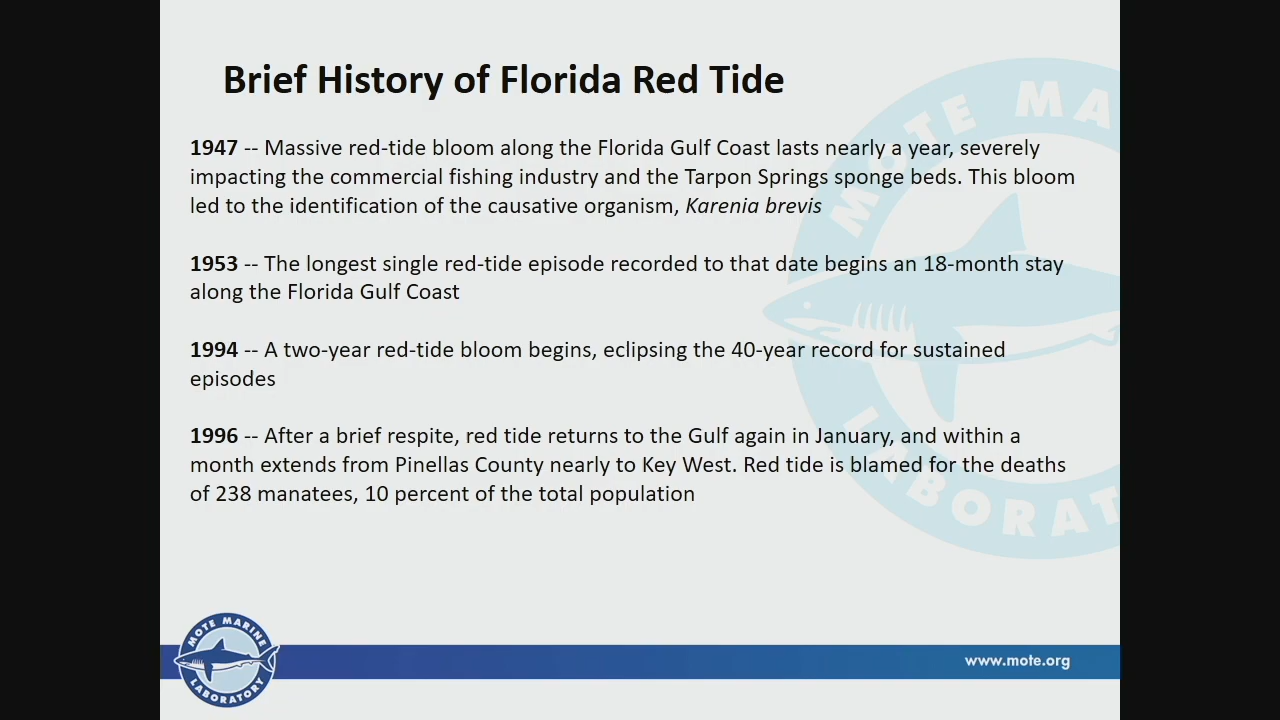 Brief History of Florida Red Tide
1947 -- Massive red-tide bloom along the Florida Gulf Coast lasts nearly a year, severely
impacting the commercial fishing industry and the Tarpon Springs sponge beds. This bloom
led to the identification of the causative organism, Karenia brevis
1953 -- The longest single red-tide episode recorded to that date begins an 18-month stay
along the Florida Gulf Coast
1994 -- A two-year red-tide bloom begins, eclipsing the 40-year record for sustained
episodes
1996 -- After a brief respite, red tide returns to the Gulf again in January, and within a
month extends from Pinellas County nearly to Key West. Red tide is blamed for the deaths
of 238 manatees, 10 percent of the total population
MOTE MA
LABORAT
MOTE MARINE
LABORATORY
www.mote.org